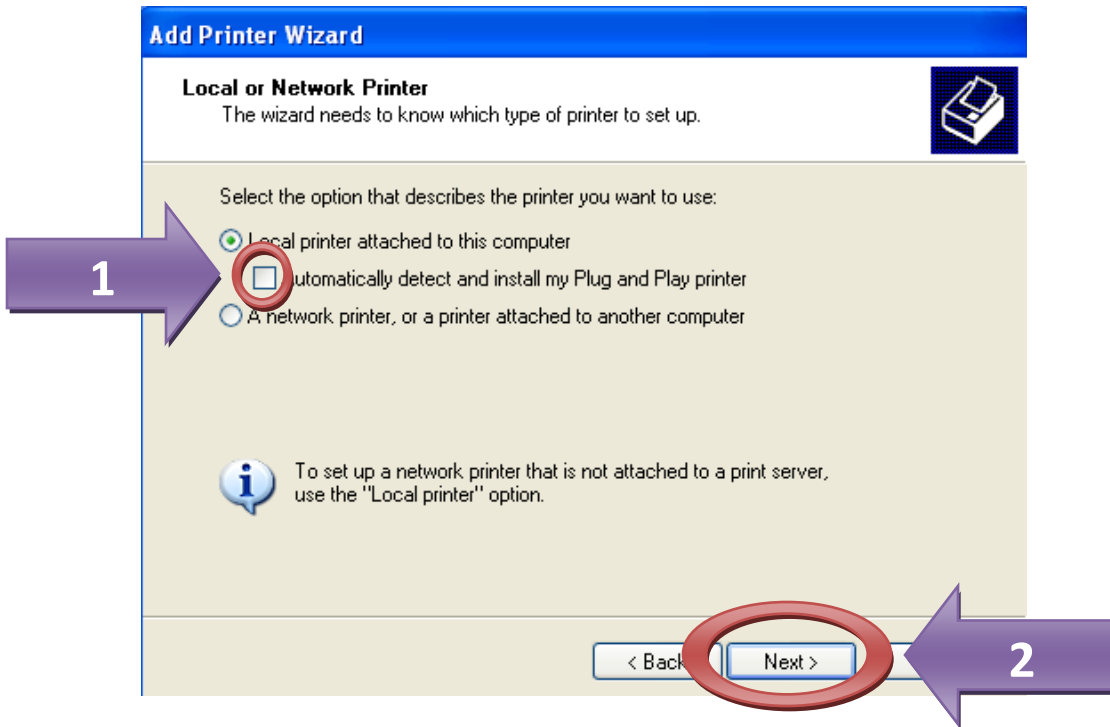 Add Printer Wizard
Local or Network Printer
The wizard needs to know which type of printer to set up.
Select the option that describes the printer you want to use:
Local printer attached to this computer
1
Automatically detect and install my Plug and Play printer
A network printer, or a printer attached to another computer
To set up a network printer that is not attached to a print server,
use the "Local printer" option.
< Back
Next >
2